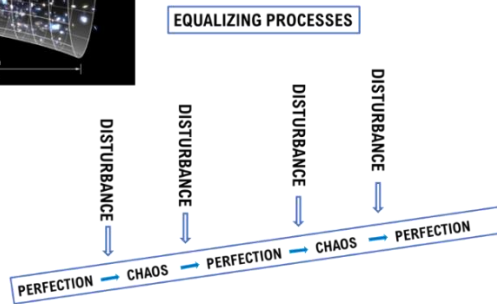 EQUALIZING PROCESSES
DISTURBANCE
DISTURBANCE
DISTURBANCE
DISTURBANCE
PERFECTION CHAOS PERFECTION CHAOS PERFECTION